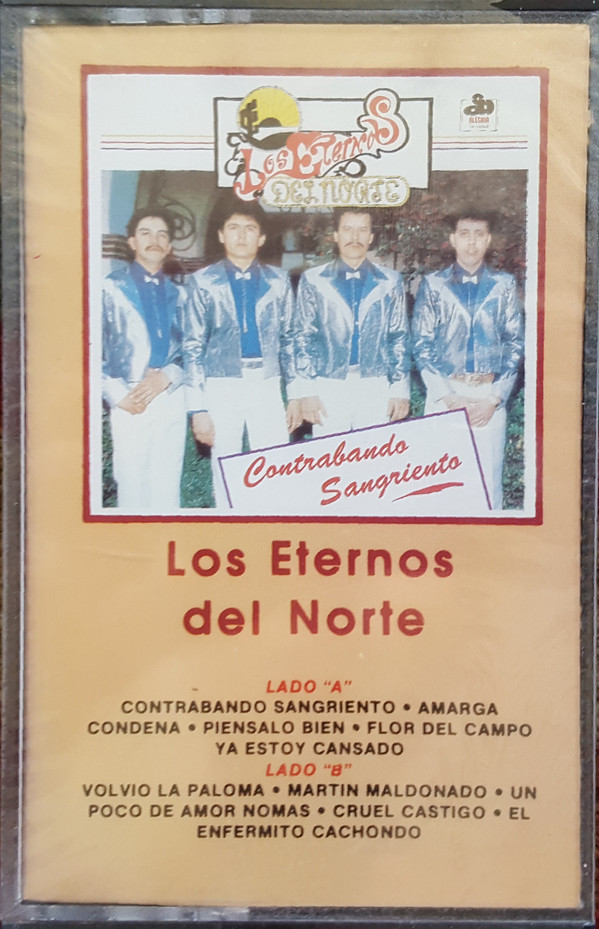 Los Eternos
DEL NORTE
ALEGRIA
Contrabando
Sangriento
Los Eternos
del Norte
LADO "A"
CONTRABANDO SANGRIENTO • AMARGA
CONDENA • PIENSALO BIEN • FLOR DEL CAMPO
YA ESTOY CANSADO
LADO "B"
VOLVIO LA PALOMA • MARTIN MALDONADO • UN
POCO DE AMOR NOMAS • CRUEL CASTIGO • EL
ENFERMITO CACHONDO